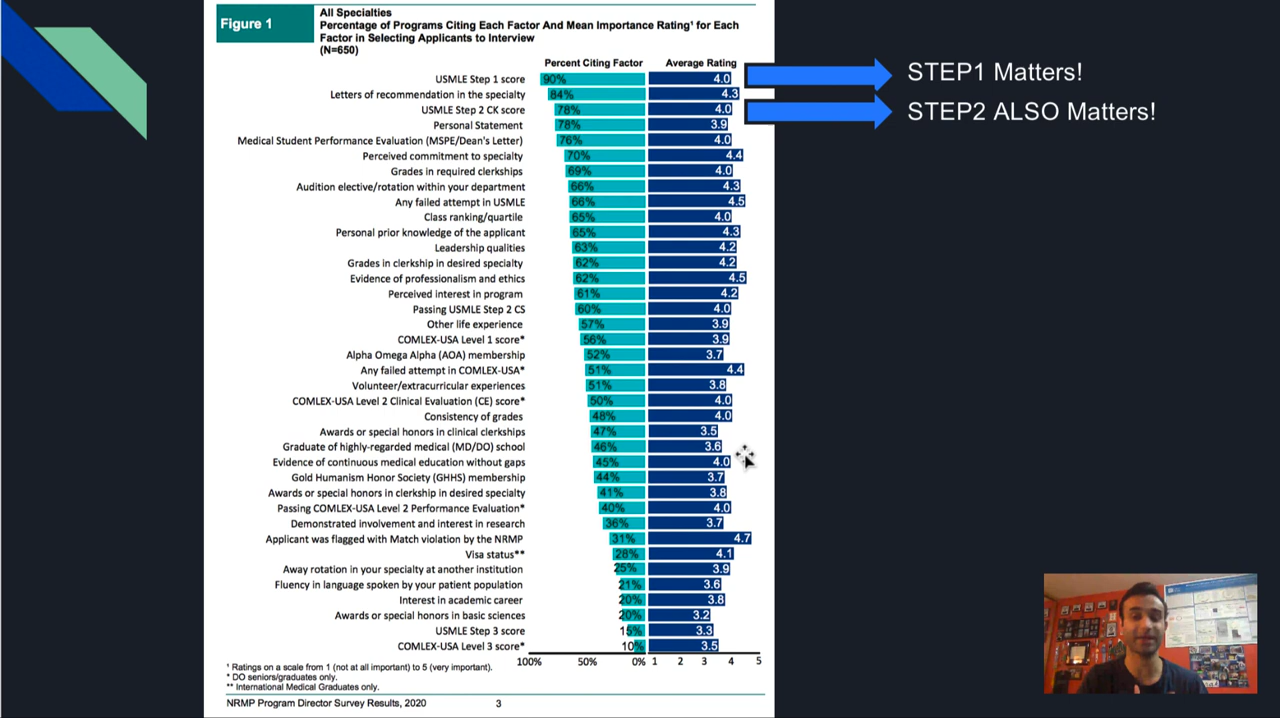 Figure 1
All Specialties
Percentage of Programs Citing Each Factor And Mean Importance Rating¹ for Each
Factor in Selecting Applicants to Interview
(N=650)
Percent Citing Factor Average Rating
USMLE Step 1 score 90% 4.0
STEP1 Matters!
Letters of recommendation in the specialty 84% 4.3
USMLE Step 2 CK score 78% 4.0
STEP2 ALSO Matters!
Personal Statement 78% 3.9
Medical Student Performance Evaluation (MSPE/Dean's Letter) 76% 4.0
Perceived commitment to specialty 70% 4.4
Grades in required clerkships 69% 4.0
Audition elective/rotation within your department 66% 4.3
Any failed attempt in USMLE 66% 4.5
Class ranking/quartile 65% 4.0
Personal prior knowledge of the applicant 65% 4.3
Leadership qualities 63% 4.2
Grades in clerkship in desired specialty 62% 4.2
Evidence of professionalism and ethics 62% 4.5
Perceived interest in program 61% 4.2
Passing USMLE Step 2 CS 60% 4.0
Other life experience 57% 3.9
COMLEX-USA Level 1 score* 56% 3.9
Alpha Omega Alpha (AOA) membership 52% 3.7
Any failed attempt in COMLEX-USA* 51% 4.4
Volunteer/extracurricular experiences 51% 3.8
COMLEX-USA Level 2 Clinical Evaluation (CE) score* 50% 4.0
Consistency of grades 48% 4.0
Awards or special honors in clinical clerkships 47% 3.5
Graduate of highly-regarded medical (MD/DO) school 46% 3.6
Evidence of continuous medical education without gaps 45% 4.0
Gold Humanism Honor Society (GHHS) membership 44% 3.7
Awards or special honors in clerkship in desired specialty 41% 3.8
Passing COMLEX-USA Level 2 Performance Evaluation* 40% 4.0
Demonstrated involvement and interest in research 36% 3.7
Applicant was flagged with Match violation by the NRMP 31% 4.7
Visa status** 28% 4.1
Away rotation in your specialty at another institution 25% 3.9
Fluency in language spoken by your patient population 21% 3.6
Interest in academic career 20% 3.8
Awards or special honors in basic sciences 20% 3.2
USMLE Step 3 score 15% 3.3
COMLEX-USA Level 3 score* 10% 3.5
100% 50% 0% 1 2 3 4 5
¹ Ratings on a scale from 1 (not at all important) to 5 (very important).
* DO seniors/graduates only.
** International Medical Graduates only.
NRMP Program Director Survey Results, 2020 3